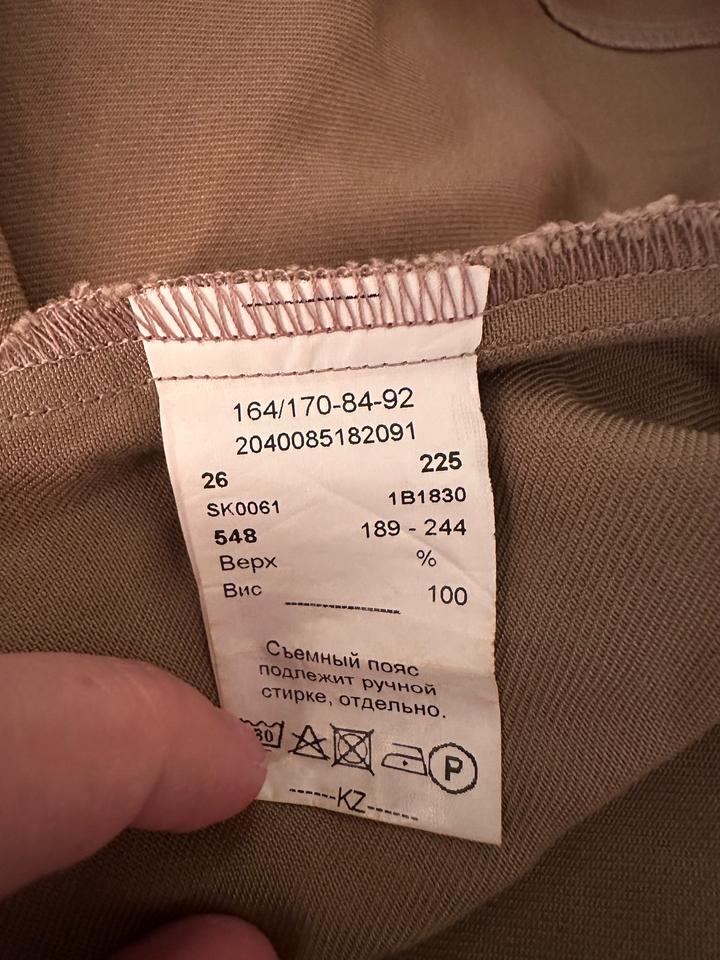 164/170-84-92
2040085182091
26 225
SK0061 1B1830
548 189 - 244
Верх %
Вис 100
Съемный пояс
подлежит ручной
стирке, отдельно.
30 P
------KZ------